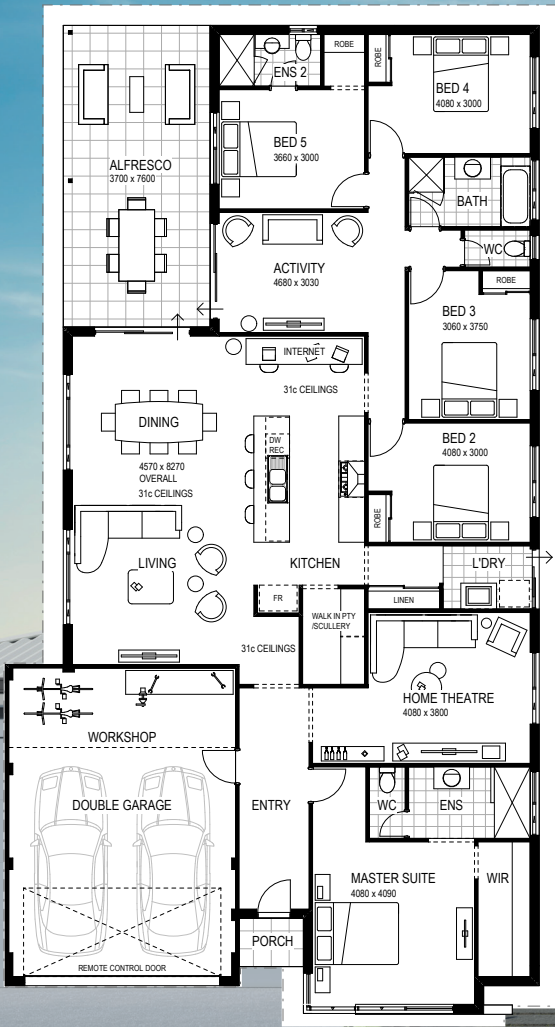 ROBE
ENS 2
ROBE
BED 4
4080 x 3000
BED 5
3660 x 3000
ALFRESCO
3700 x 7600
BATH
WC
ACTIVITY
4680 x 3030
ROBE
BED 3
3060 x 3750
INTERNET
31c CEILINGS
DINING
DW
REC
BED 2
4080 x 3000
4570 x 8270
OVERALL
31c CEILINGS
ROBE
LIVING
KITCHEN
L'DRY
FR
LINEN
WALK IN PTY
/SCULLERY
31c CEILINGS
HOME THEATRE
4080 x 3800
WORKSHOP
DOUBLE GARAGE
ENTRY
WC
ENS
MASTER SUITE
4080 x 4090
WIR
PORCH
REMOTE CONTROL DOOR